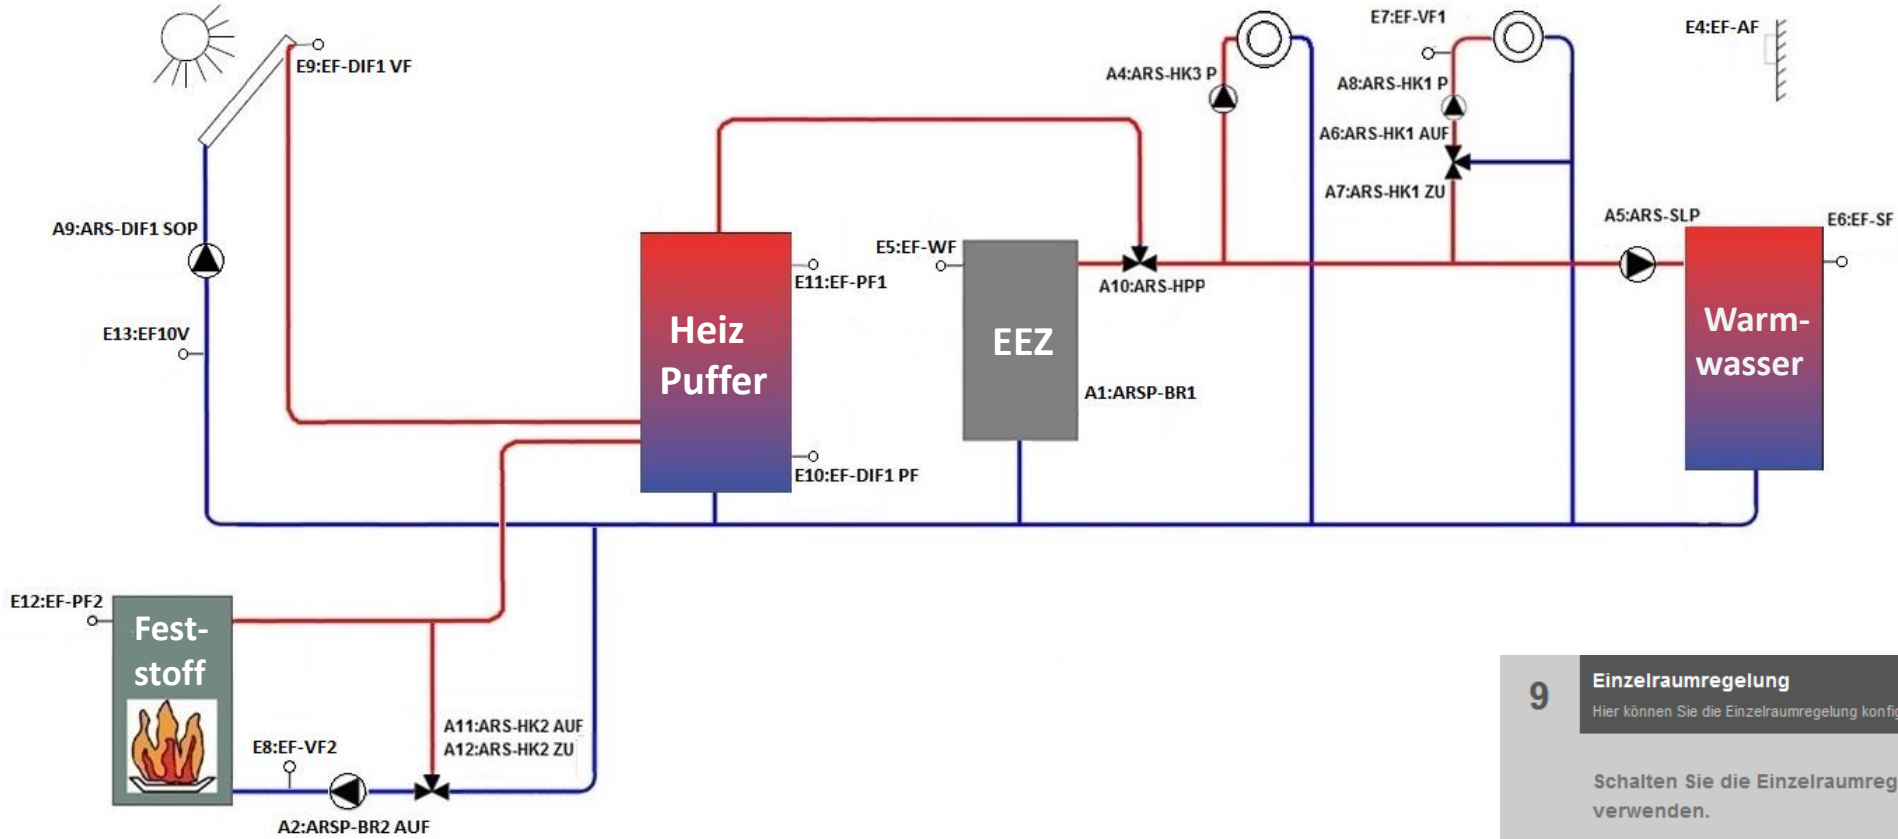 E7:EF-VF1
E4:EF-AF
E9:EF-DIF1 VF
A4:ARS-HK3 P
A8:ARS-HK1 P
A6:ARS-HK1 AUF
A7:ARS-HK1 ZU
A9:ARS-DIF1 SOP
A5:ARS-SLP
E6:EF-SF
E5:EF-WF
E11:EF-PF1
A10:ARS-HPP
E13:EF10V
Heiz
Puffer
EEZ
Warm-
wasser
A1:ARSP-BR1
E10:EF-DIF1 PF
E12:EF-PF2
Fest-
stoff
A11:ARS-HK2 AUF
A12:ARS-HK2 ZU
E8:EF-VF2
A2:ARSP-BR2 AUF
9
Einzelraumregelung
Hier können Sie die Einzelraumregelung konfig
Schalten Sie die Einzelraumreg
verwenden.